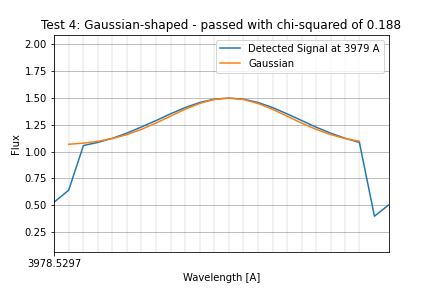 Test 4: Gaussian-shaped - passed with chi-squared of 0.188
Detected Signal at 3979 A
Gaussian
2.00
1.75
1.50
1.25
1.00
0.75
0.50
0.25
Flux
3978.5297
Wavelength [A]